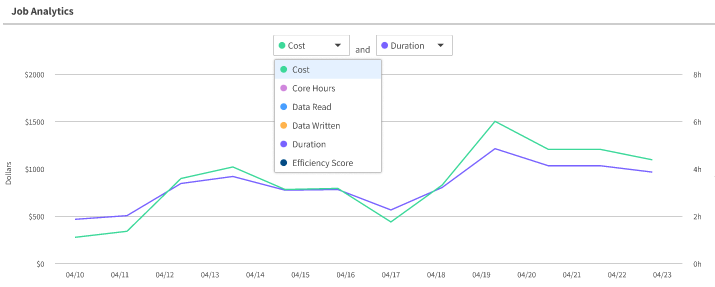 Job Analytics
Cost and Duration
Cost
Core Hours
Data Read
Data Written
Duration
Efficiency Score
$2000 8h
$1500 6h
$1000 4h
$500 2h
$0 0h
Dollars
04/10 04/11 04/12 04/13 04/14 04/15 04/16 04/17 04/18 04/19 04/20 04/21 04/22 04/23